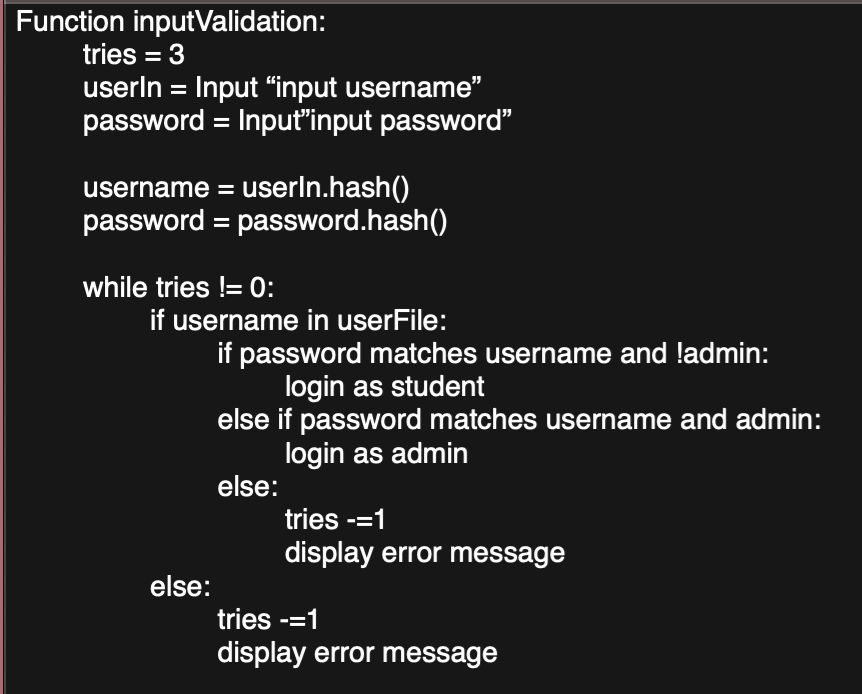 Function inputValidation:
tries = 3
userIn = Input “input username”
password = Input”input password”
username = userIn.hash()
password = password.hash()
while tries != 0:
if username in userFile:
if password matches username and !admin:
login as student
else if password matches username and admin:
login as admin
else:
tries -=1
display error message
else:
tries -=1
display error message